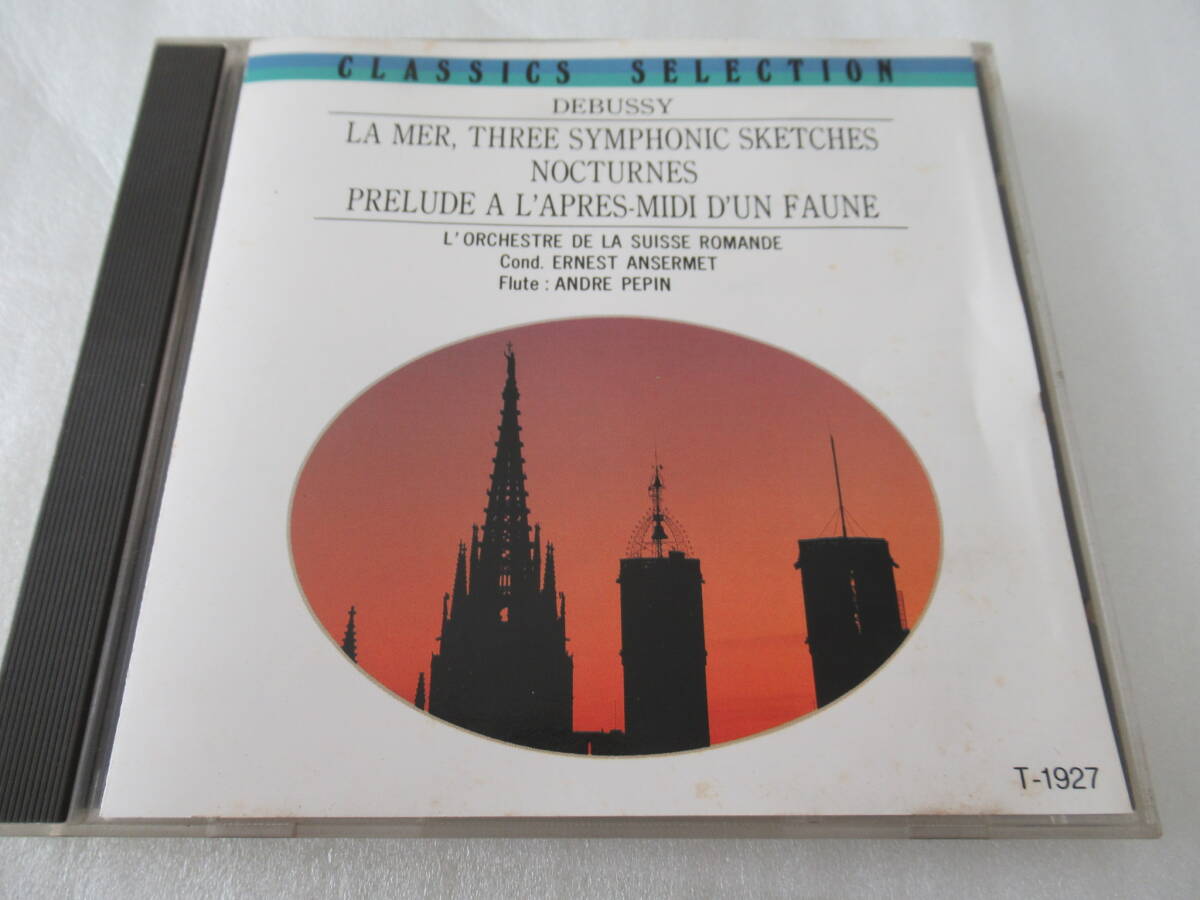 CLASSICS SELECTION
DEBUSSY
LA MER, THREE SYMPHONIC SKETCHES
NOCTURNES
PRELUDE A L'APRES-MIDI D'UN FAUNE
L'ORCHESTRE DE LA SUISSE ROMANDE
Cond. ERNEST ANSERMET
Flute : ANDRE PEPIN
T-1927